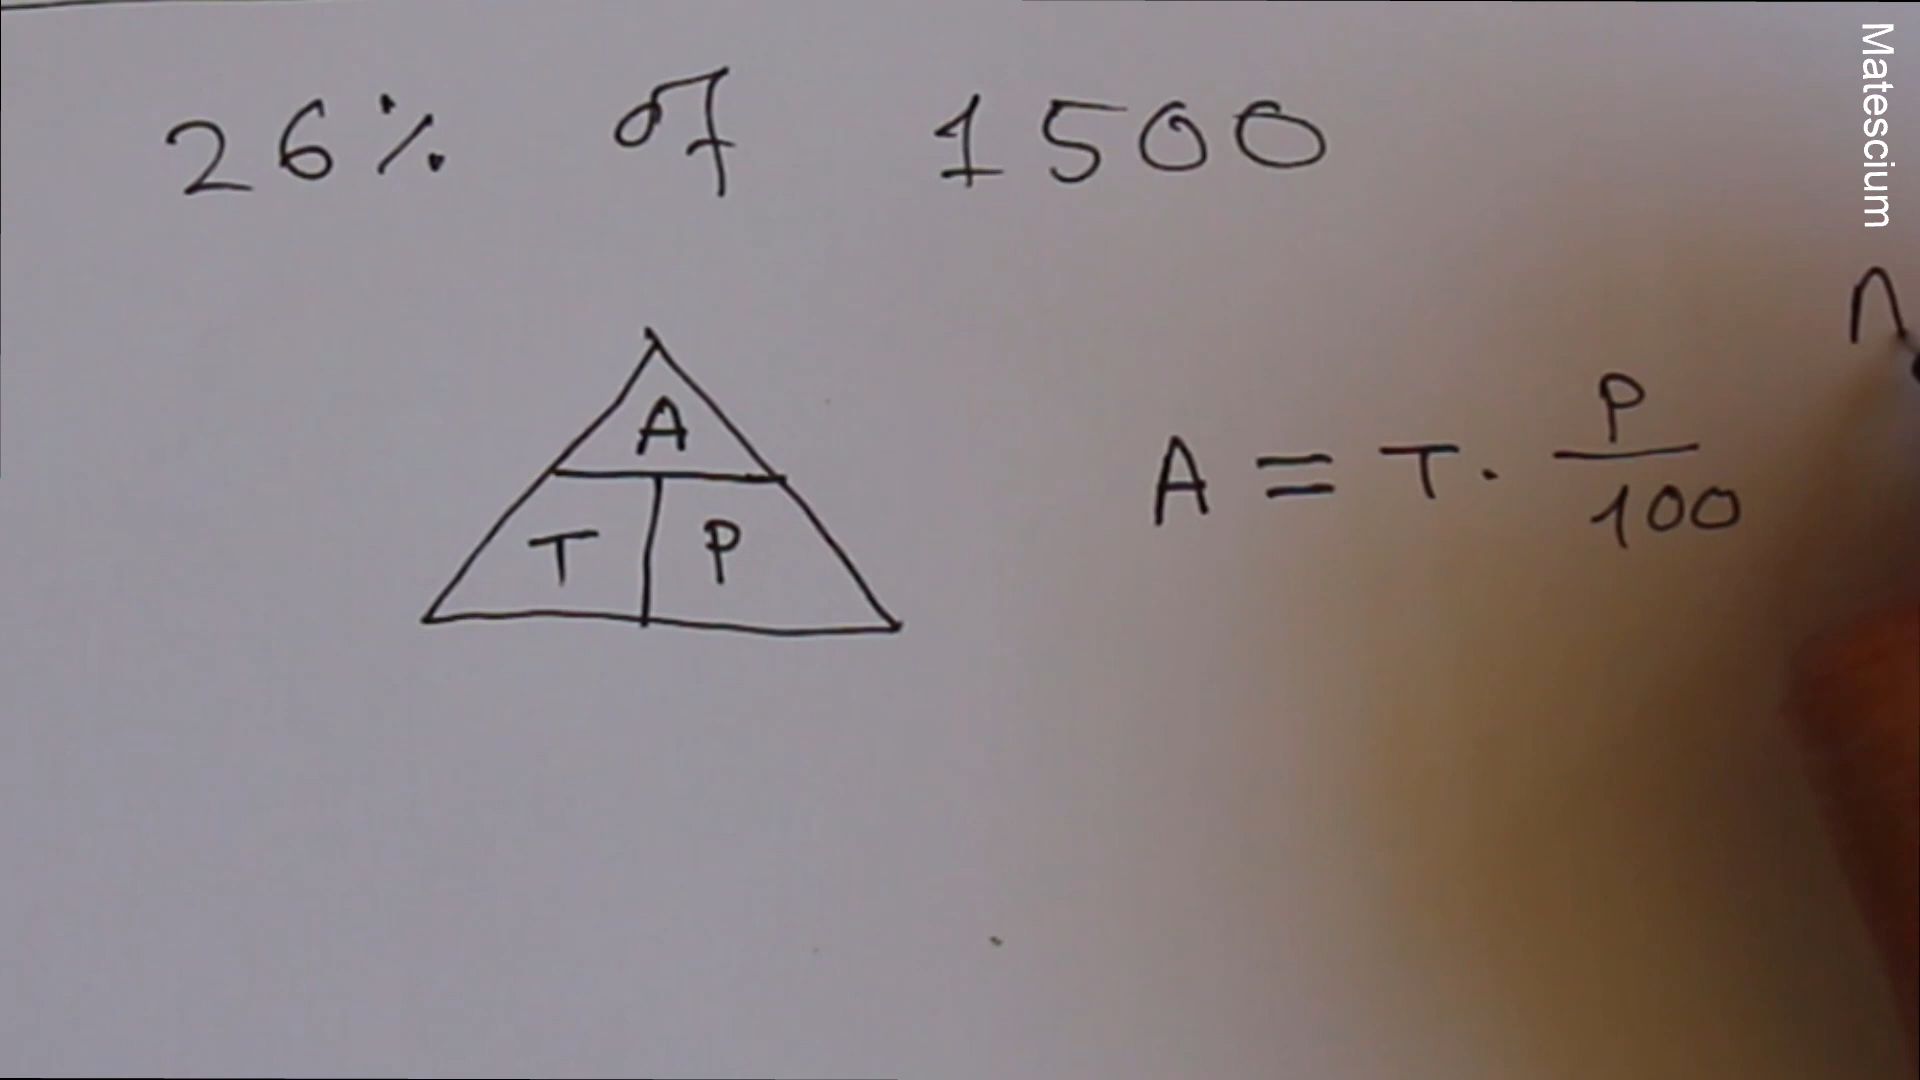 26% of 1500
A
T P
A = T · P/100
Matescium